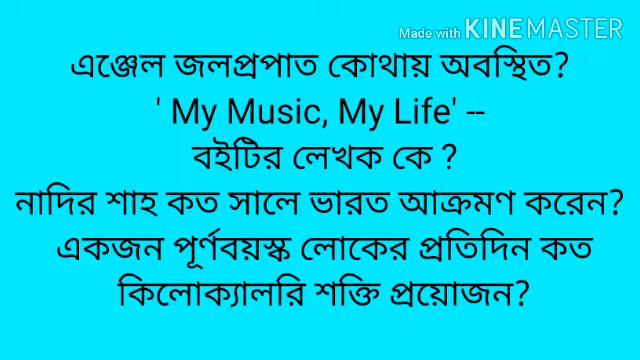 Made with KINEMASTER
এঞ্জেল জলপ্রপাত কোথায় অবস্থিত?
' My Music, My Life' --
বইটির লেখক কে ?
নাদির শাহ কত সালে ভারত আক্রমণ করেন?
একজন পূর্ণবয়স্ক লোকের প্রতিদিন কত
কিলোক্যালরি শক্তি প্রয়োজন?